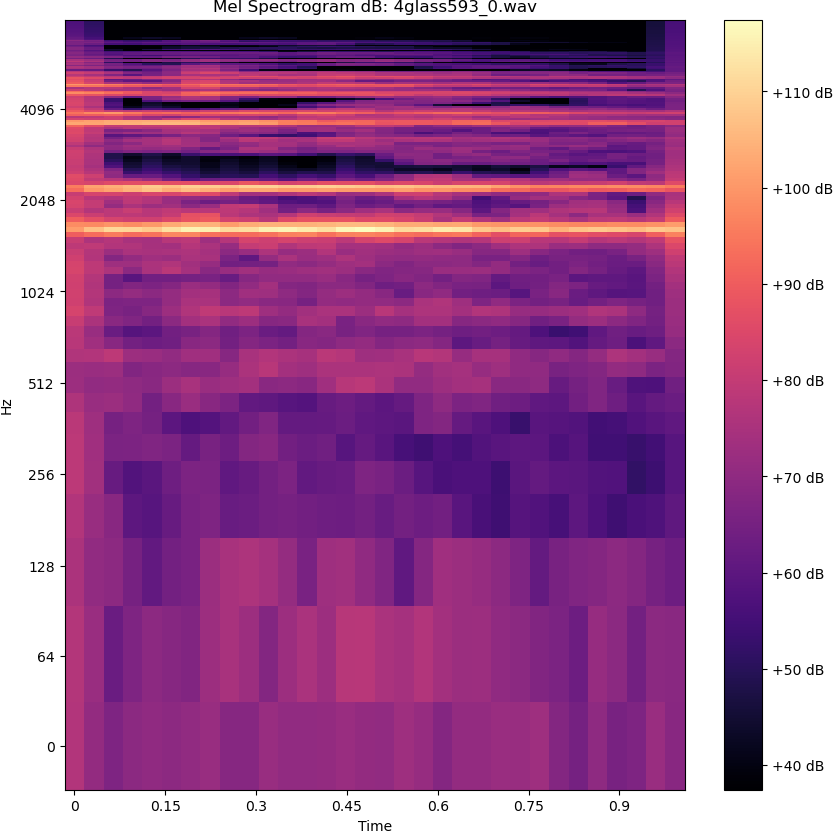 Mel Spectrogram dB: 4glass593_0.wav
4096
2048
1024
512
256
128
64
0
Hz
0 0.15 0.3 0.45 0.6 0.75 0.9
Time
+110 dB
+100 dB
+90 dB
+80 dB
+70 dB
+60 dB
+50 dB
+40 dB